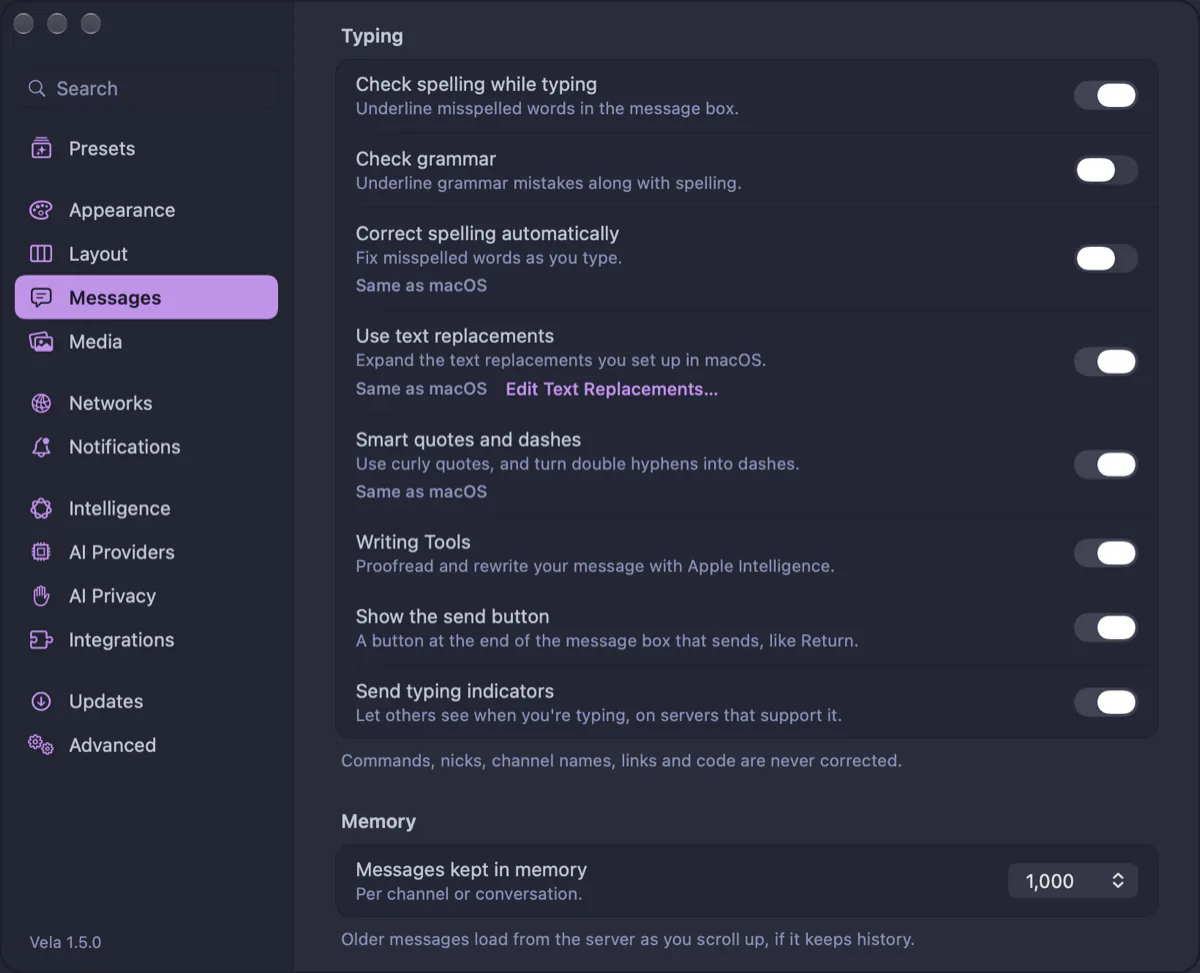 Search
Presets
Appearance
Layout
Messages
Media
Networks
Notifications
Intelligence
AI Providers
AI Privacy
Integrations
Updates
Advanced
Vela 1.5.0
Typing
Check spelling while typing
Underline misspelled words in the message box.
Check grammar
Underline grammar mistakes along with spelling.
Correct spelling automatically
Fix misspelled words as you type.
Same as macOS
Use text replacements
Expand the text replacements you set up in macOS.
Same as macOS Edit Text Replacements...
Smart quotes and dashes
Use curly quotes, and turn double hyphens into dashes.
Same as macOS
Writing Tools
Proofread and rewrite your message with Apple Intelligence.
Show the send button
A button at the end of the message box that sends, like Return.
Send typing indicators
Let others see when you're typing, on servers that support it.
Commands, nicks, channel names, links and code are never corrected.
Memory
Messages kept in memory
Per channel or conversation.
1,000
Older messages load from the server as you scroll up, if it keeps history.